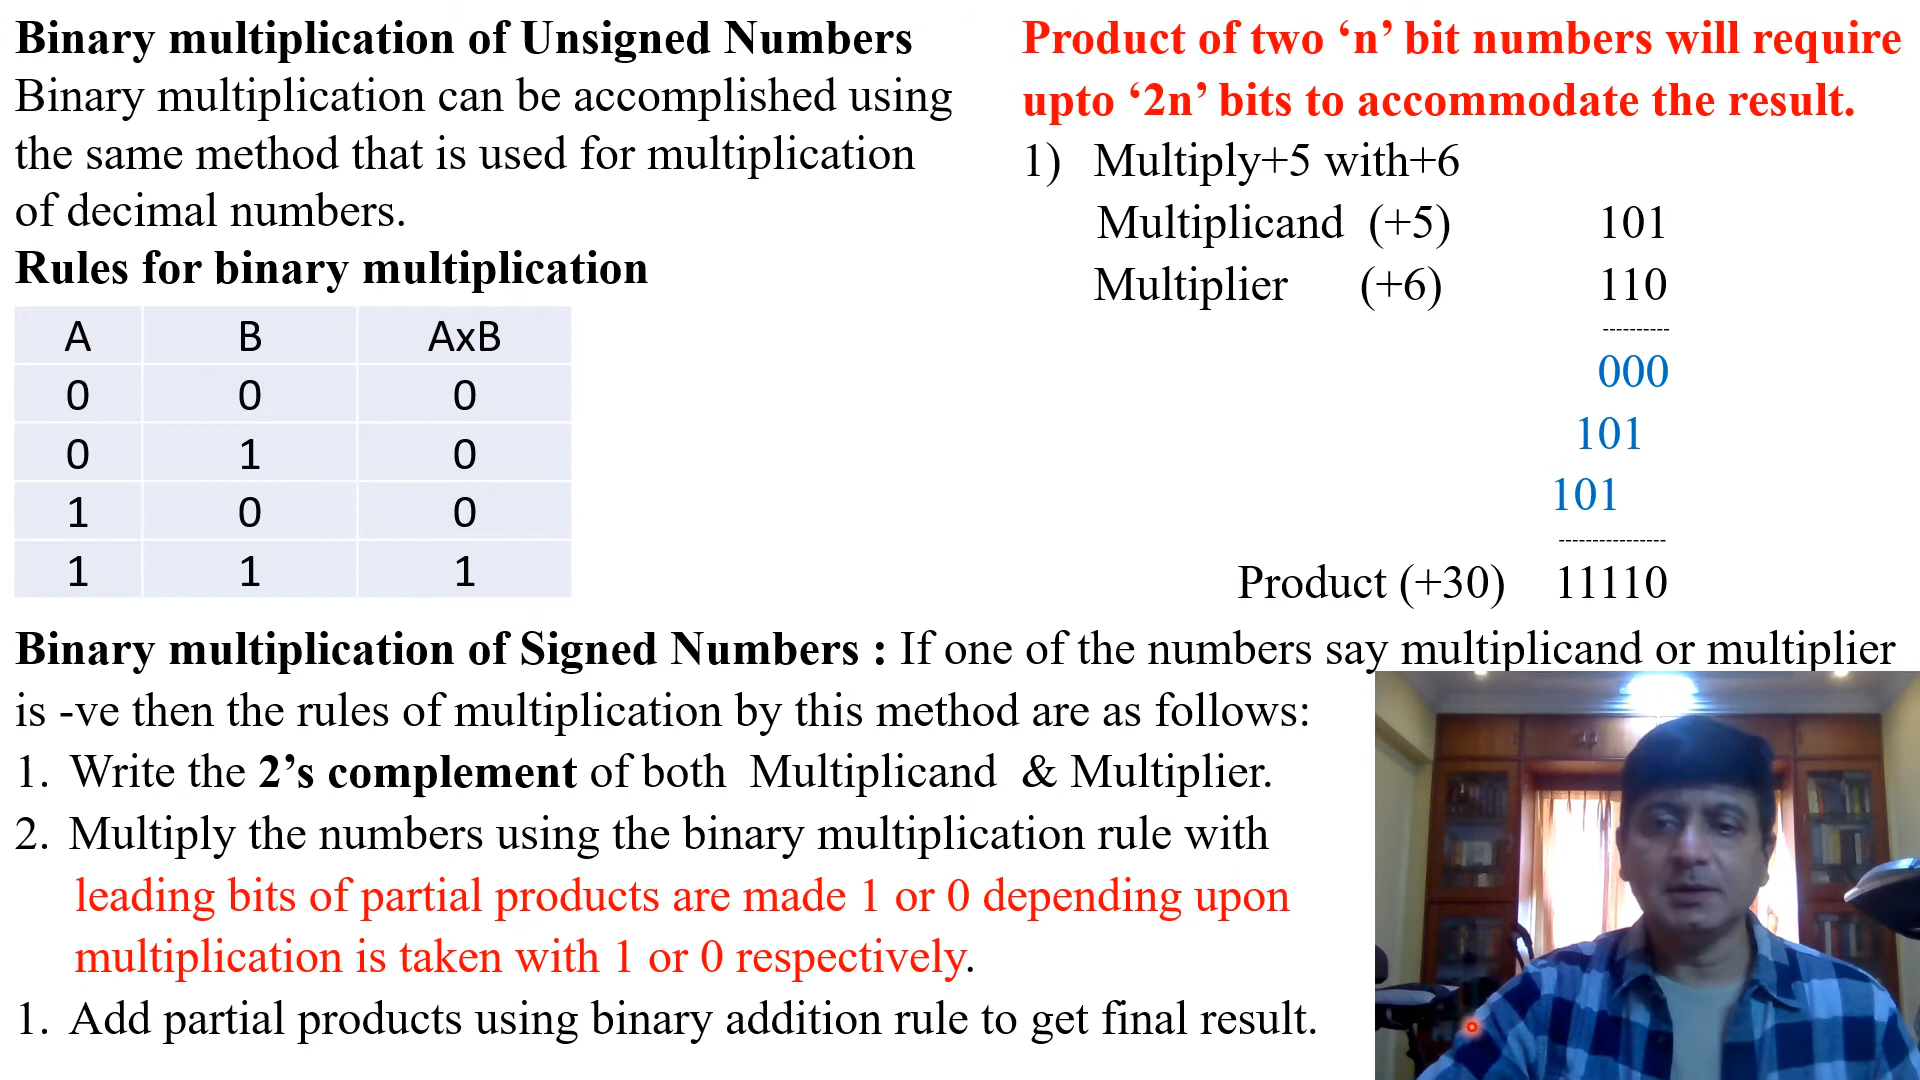 Binary multiplication of Unsigned Numbers
Binary multiplication can be accomplished using
the same method that is used for multiplication
of decimal numbers.
Rules for binary multiplication
A B AxB
0 0 0
0 1 0
1 0 0
1 1 1
Product of two ‘n’ bit numbers will require
upto ‘2n’ bits to accommodate the result.
1) Multiply+5 with+6
Multiplicand (+5) 101
Multiplier (+6) 110
----------
000
101
101
----------------
Product (+30) 11110
Binary multiplication of Signed Numbers : If one of the numbers say multiplicand or multiplier
is -ve then the rules of multiplication by this method are as follows:
1. Write the 2’s complement of both Multiplicand & Multiplier.
2. Multiply the numbers using the binary multiplication rule with
leading bits of partial products are made 1 or 0 depending upon
multiplication is taken with 1 or 0 respectively.
1. Add partial products using binary addition rule to get final result.